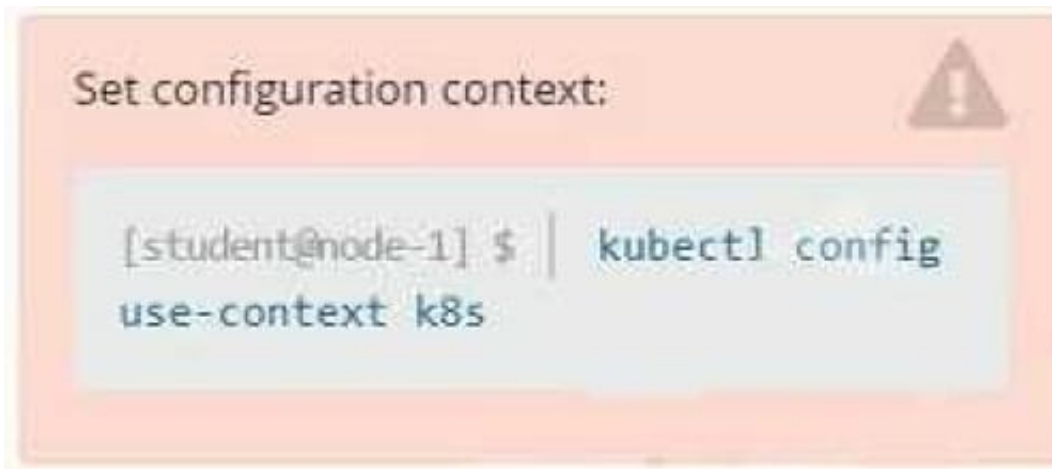 Set configuration context:
[student@node-1] $ | kubectl config
use-context k8s